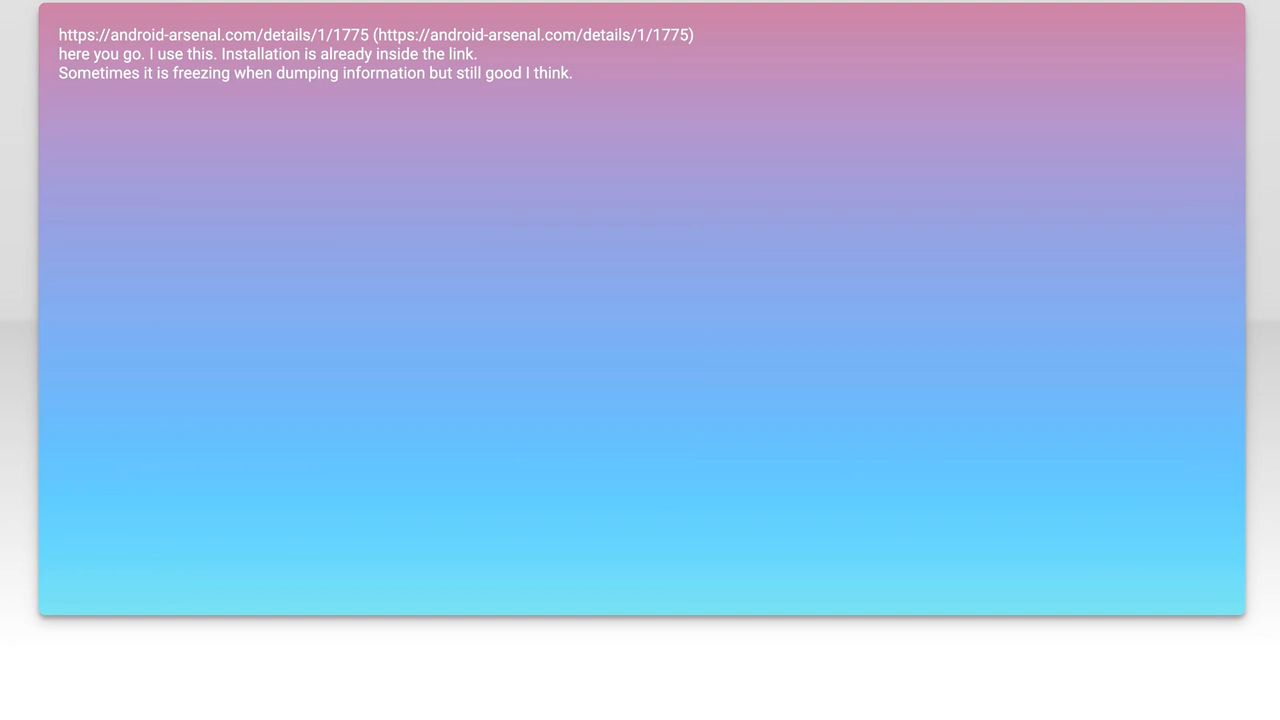 https://android-arsenal.com/details/1/1775 (https://android-arsenal.com/details/1/1775)
here you go. I use this. Installation is already inside the link.
Sometimes it is freezing when dumping information but still good I think.